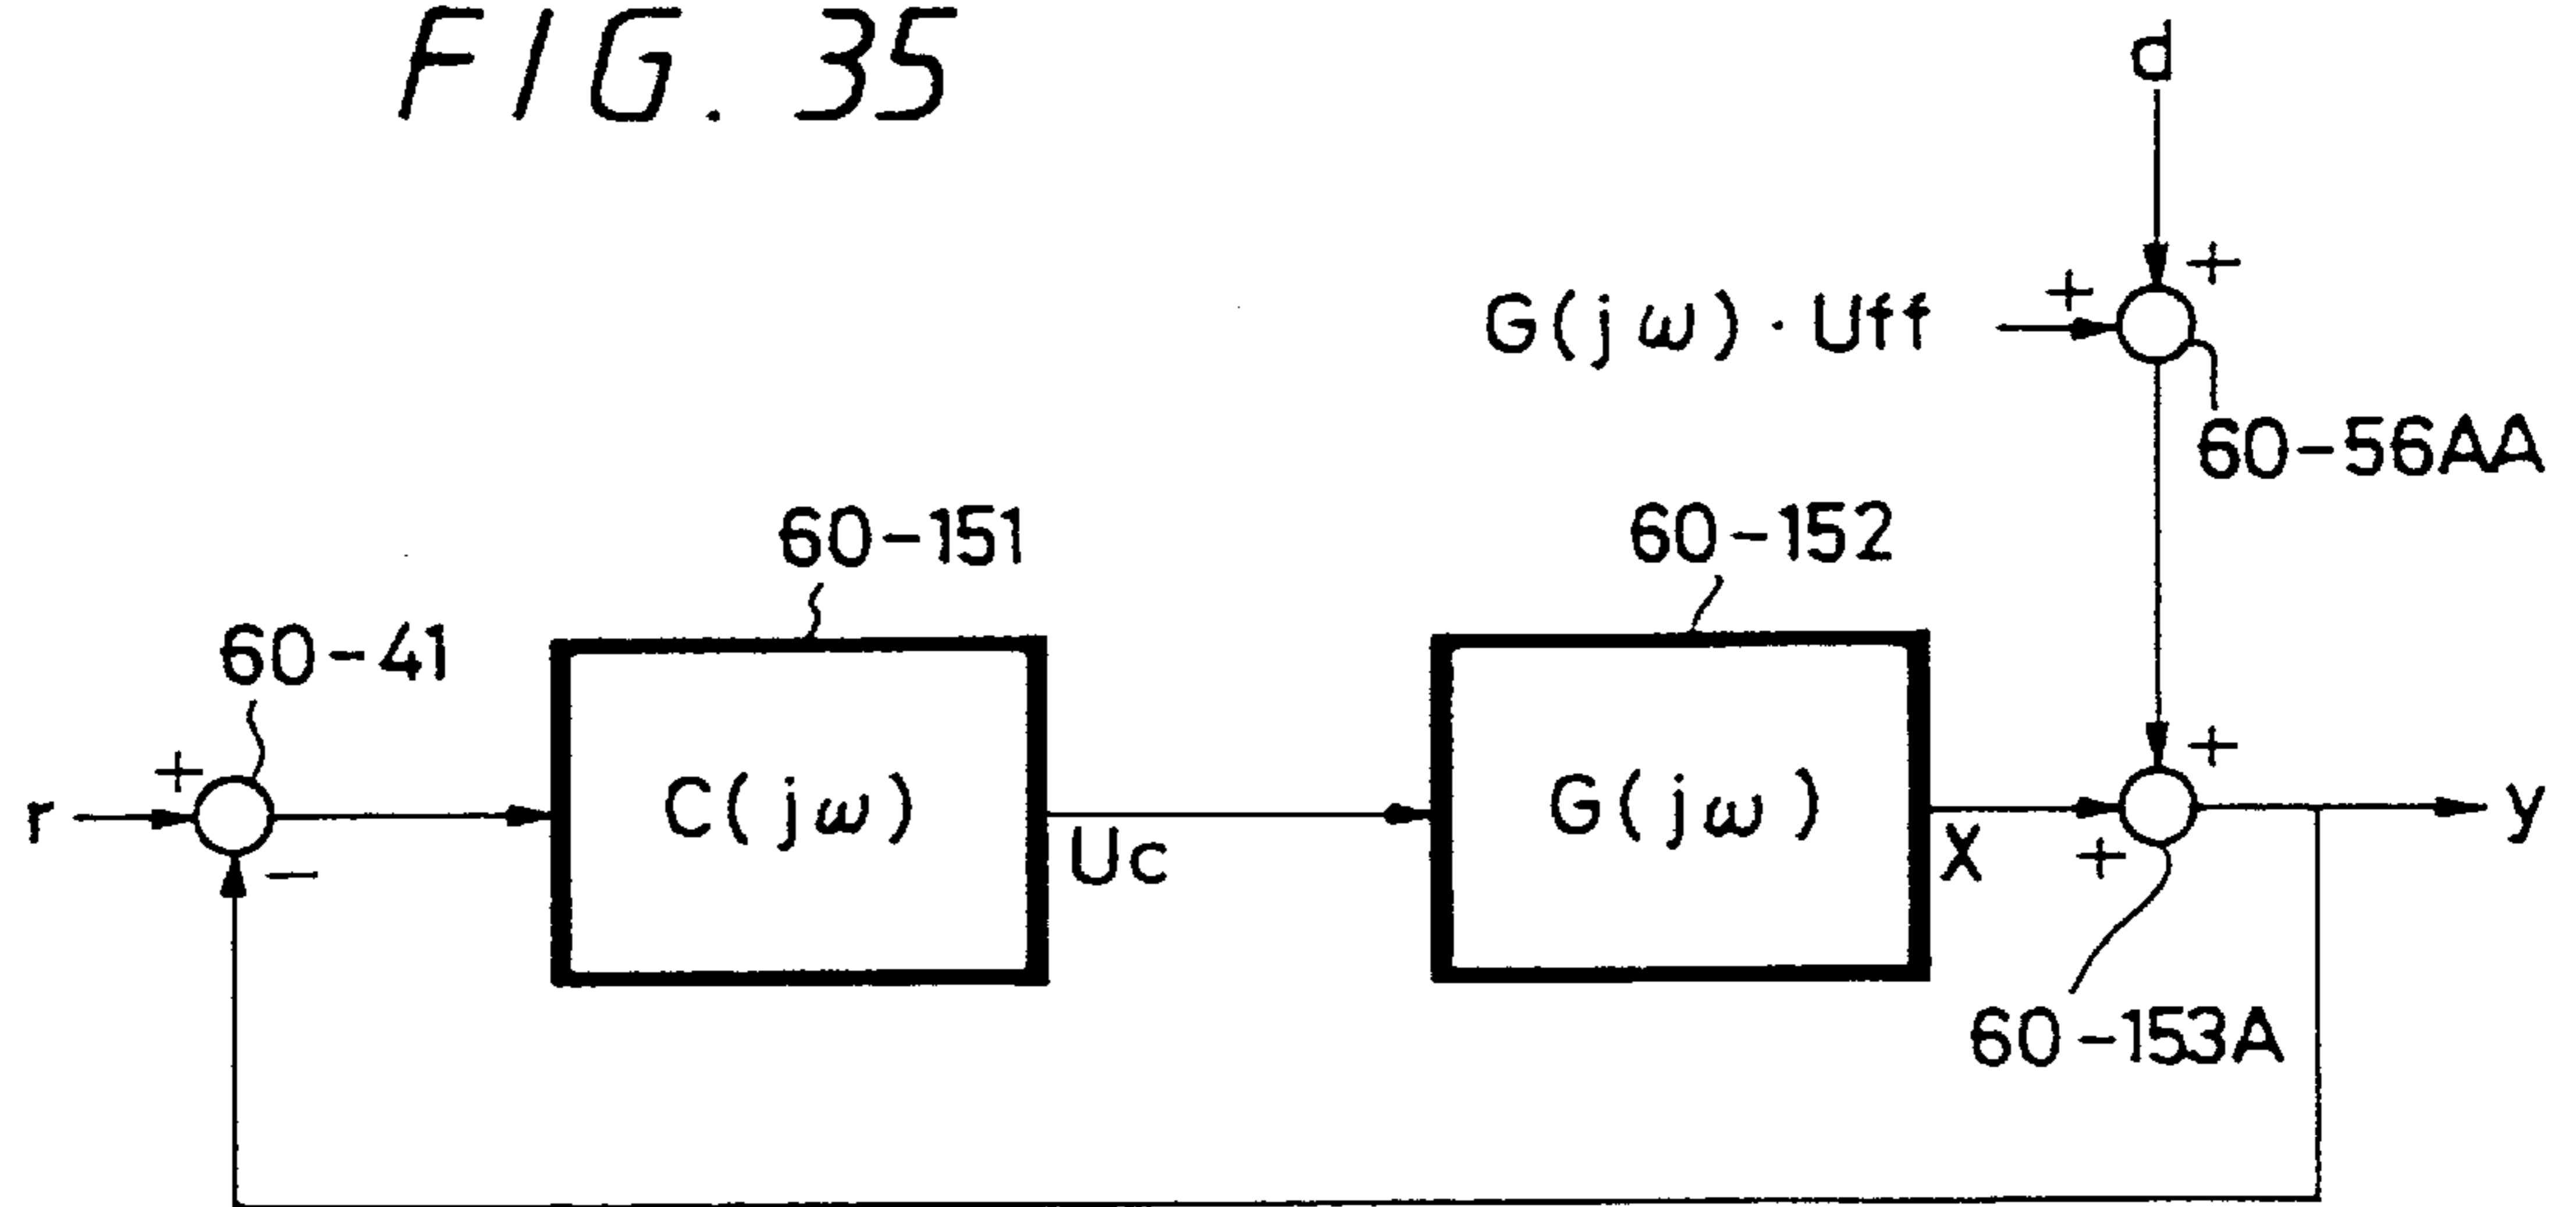 FIG. 35
d
+
+
G(jω)·Uff
60-56AA
60-151
60-152
60-41
+
+
r
C(jω)
G(jω)
y
−
Uc
X
+
60-153A